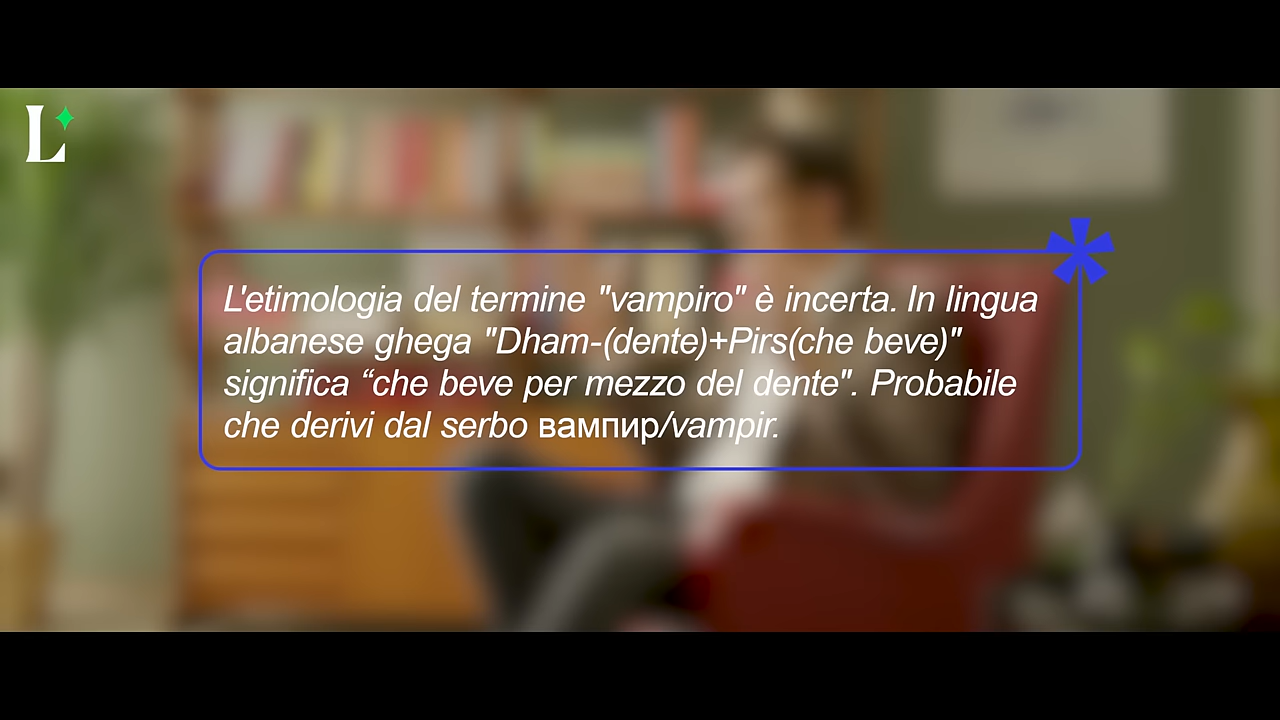 L
L'etimologia del termine "vampiro" è incerta. In lingua
albanese ghega "Dham-(dente)+Pirs(che beve)"
significa “che beve per mezzo del dente". Probabile
che derivi dal serbo вампир/vampir.